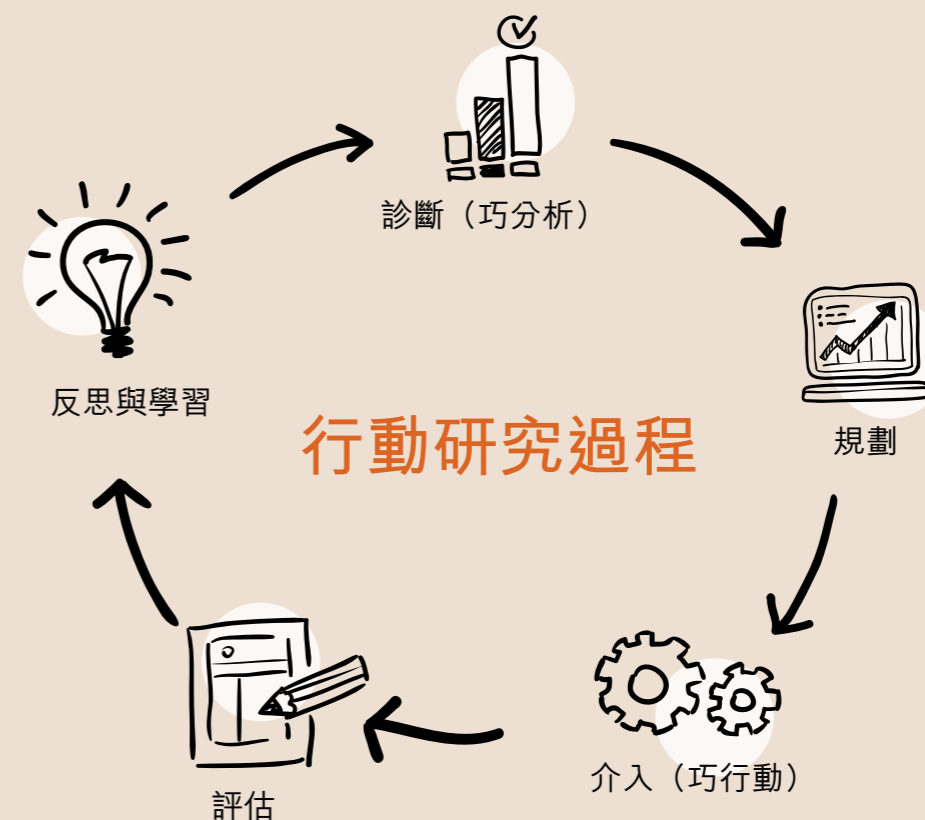 診斷（巧分析）
規劃
反思與學習
行動研究過程
介入（巧行動）
評估